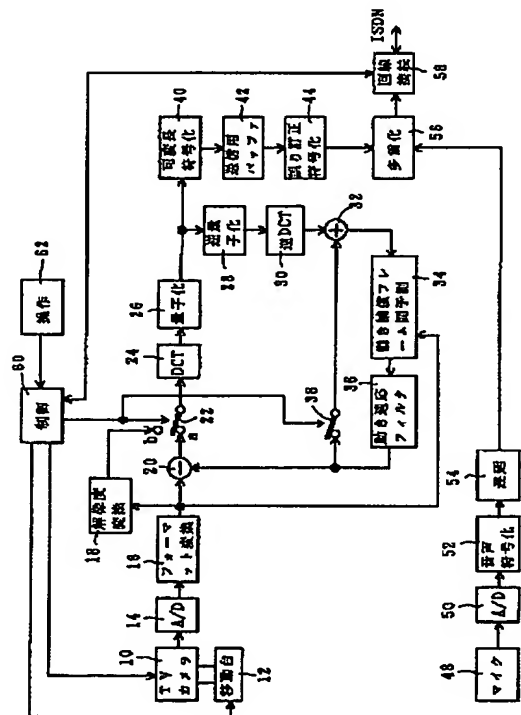 62
操作
60
制御
解像度
変換
18
b
a
22
38
20
−
10
TV
カメラ
12
移動台
14
A/D
16
フォーマ
ット変換
24
DCT
26
量子化
40
可変長
符号化
42
送信用
バッファ
44
誤り訂正
符号化
逆量
子化
28
逆DCT
30
+
32
動き補償フレ
ーム間予測
34
36
動き適応
フィルタ
ISDN
回線
接続
58
多重化
56
48
マイク
50
A/D
52
音声
符号化
54
遅延